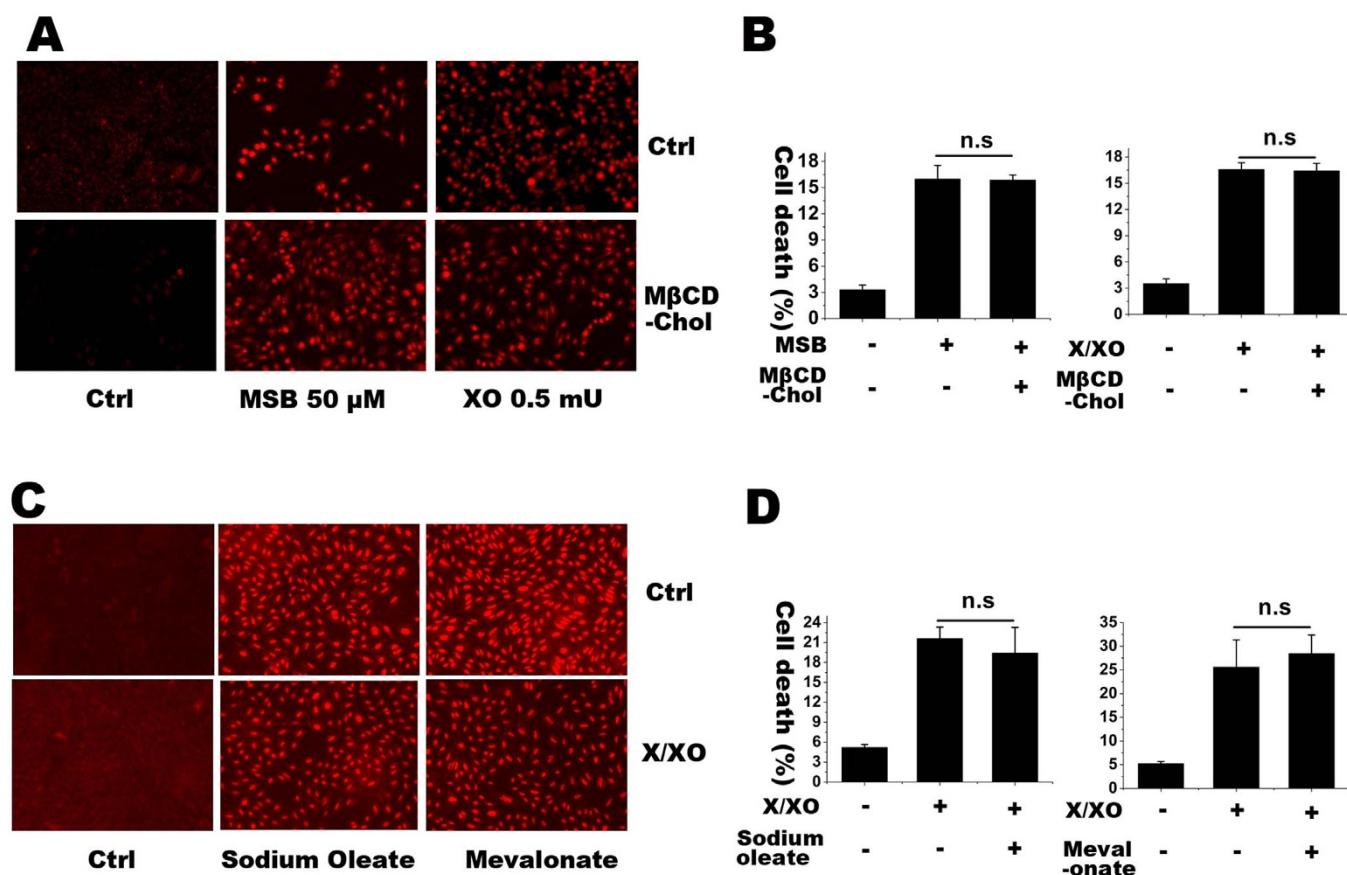 A
Ctrl
MβCD
-Chol
Ctrl
MSB 50 μM
XO 0.5 mU
B
Cell death (%)
18
15
12
9
6
3
0
n.s
MSB - + +
MβCD
-Chol - - +
18
15
12
9
6
3
0
n.s
X/XO - + +
MβCD
-Chol - - +
C
Ctrl
X/XO
Ctrl
Sodium Oleate
Mevalonate
D
Cell death (%)
24
21
18
15
12
9
6
3
0
n.s
X/XO - + +
Sodium
oleate - - +
35
30
25
20
15
10
5
0
n.s
X/XO - + +
Meval
-onate - - +